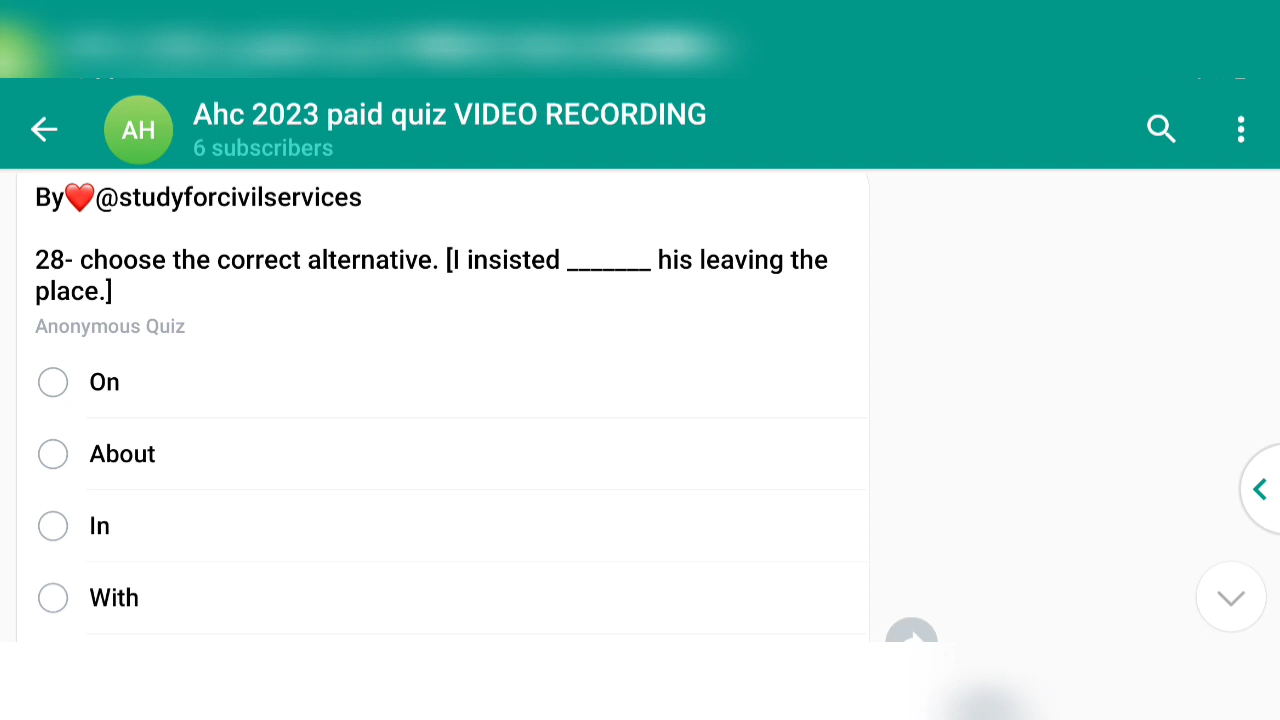 AH
Ahc 2023 paid quiz VIDEO RECORDING
6 subscribers
By❤️@studyforcivilservices
28- choose the correct alternative. [I insisted _______ his leaving the
place.]
Anonymous Quiz
On
About
In
With